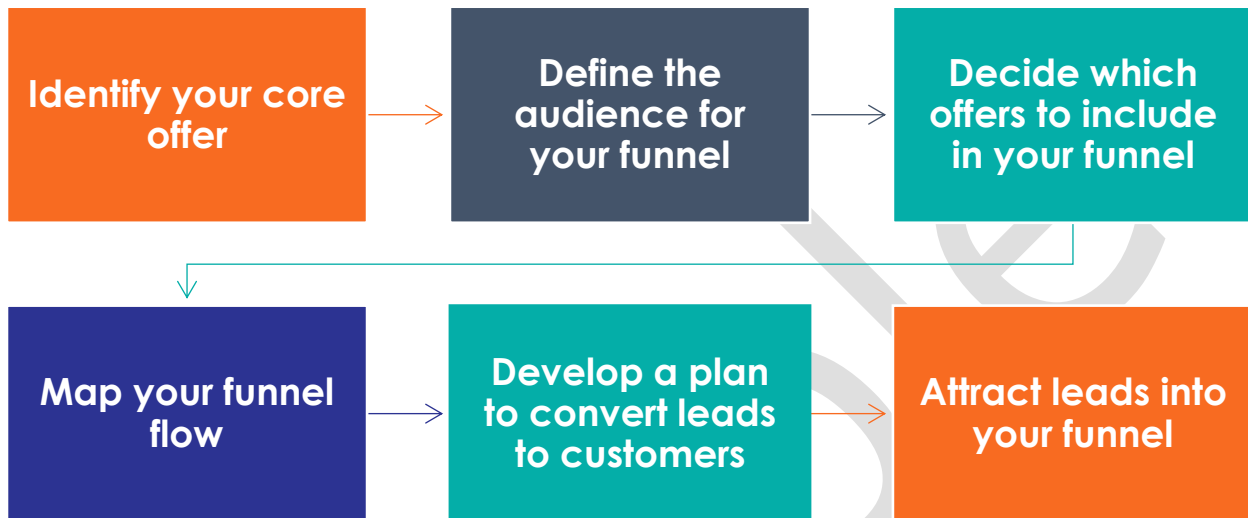 Identify your core
offer
Define the
audience for
your funnel
Decide which
offers to include
in your funnel
Map your funnel
flow
Develop a plan
to convert leads
to customers
Attract leads into
your funnel